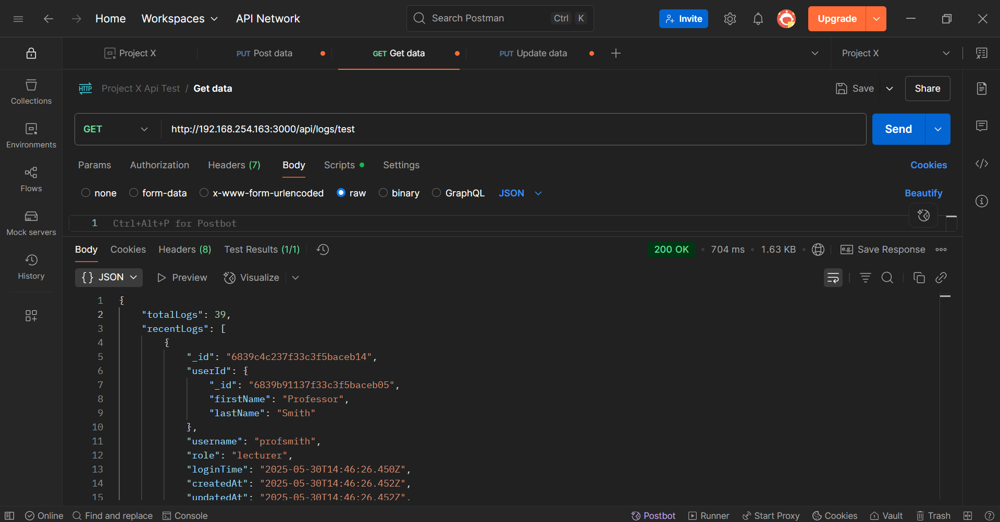 Home Workspaces API Network Search Postman Ctrl K Invite Upgrade
Project X PUT Post data GET Get data PUT Update data Project X
HTTP Project X Api Test / Get data Save Share
GET http://192.168.254.163:3000/api/logs/test Send
Params Authorization Headers (7) Body Scripts Settings Cookies
none form-data x-www-form-urlencoded raw binary GraphQL JSON Beautify
1 Ctrl+Alt+P for Postbot
Collections
Environments
Flows
Mock servers
History
Body Cookies Headers (8) Test Results (1/1) 200 OK • 704 ms • 1.63 KB • e.g. Save Response
{} JSON Preview Visualize
1 {
2 "totalLogs": 39,
3 "recentLogs": [
4 {
5 "_id": "6839c4c237f33c3f5baceb14",
6 "userId": {
7 "_id": "6839b91137f33c3f5baceb05",
8 "firstName": "Professor",
9 "lastName": "Smith"
10 },
11 "username": "profsmith",
12 "role": "lecturer",
13 "loginTime": "2025-05-30T14:46:26.450Z",
14 "createdAt": "2025-05-30T14:46:26.452Z",
15 "updatedAt": "2025-05-30T14:46:26.452Z",
Online Find and replace Console Postbot Runner Start Proxy Cookies Vault Trash